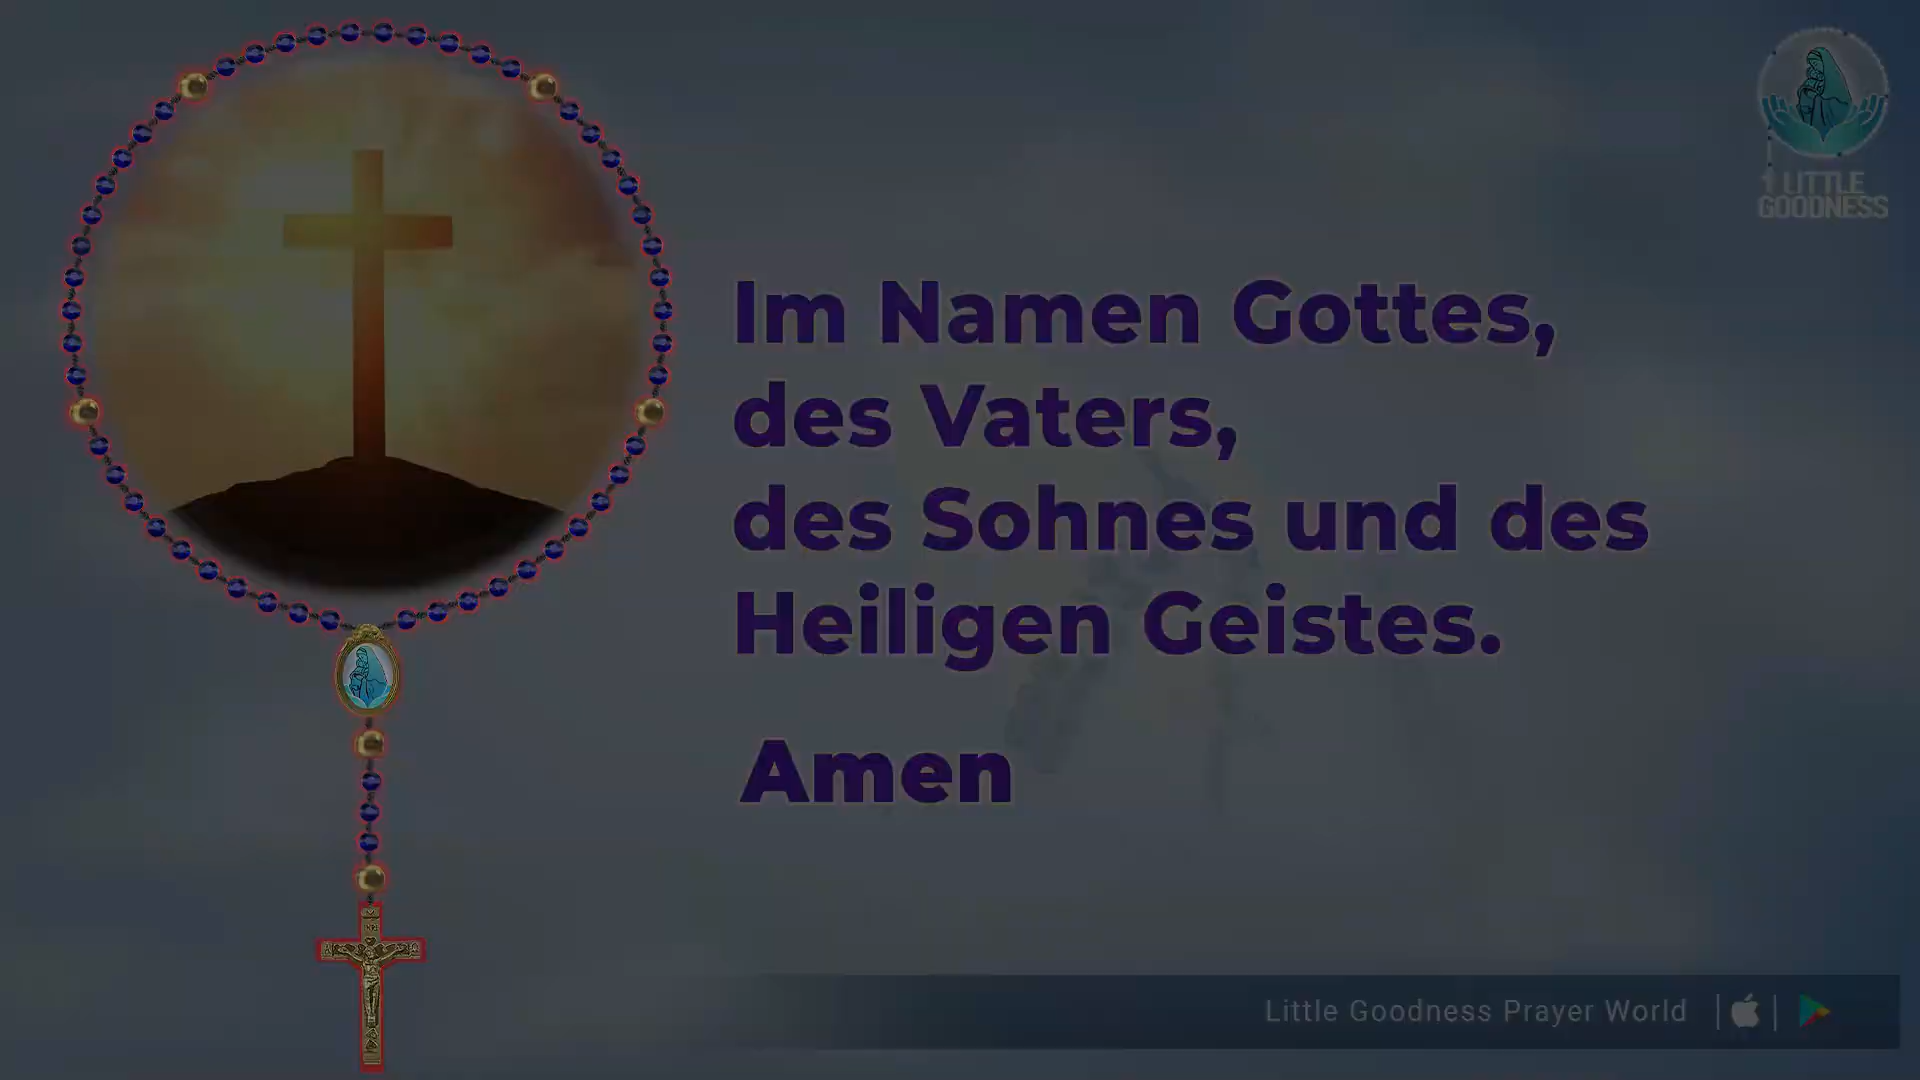 1 LITTLE
GOODNESS
Im Namen Gottes,
des Vaters,
des Sohnes und des
Heiligen Geistes.
Amen
Little Goodness Prayer World